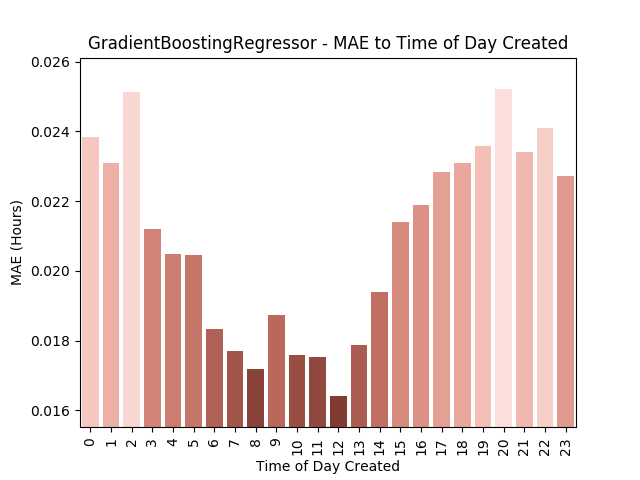 GradientBoostingRegressor - MAE to Time of Day Created
MAE (Hours)
0.026
0.024
0.022
0.020
0.018
0.016
0 1 2 3 4 5 6 7 8 9 10 11 12 13 14 15 16 17 18 19 20 21 22 23
Time of Day Created